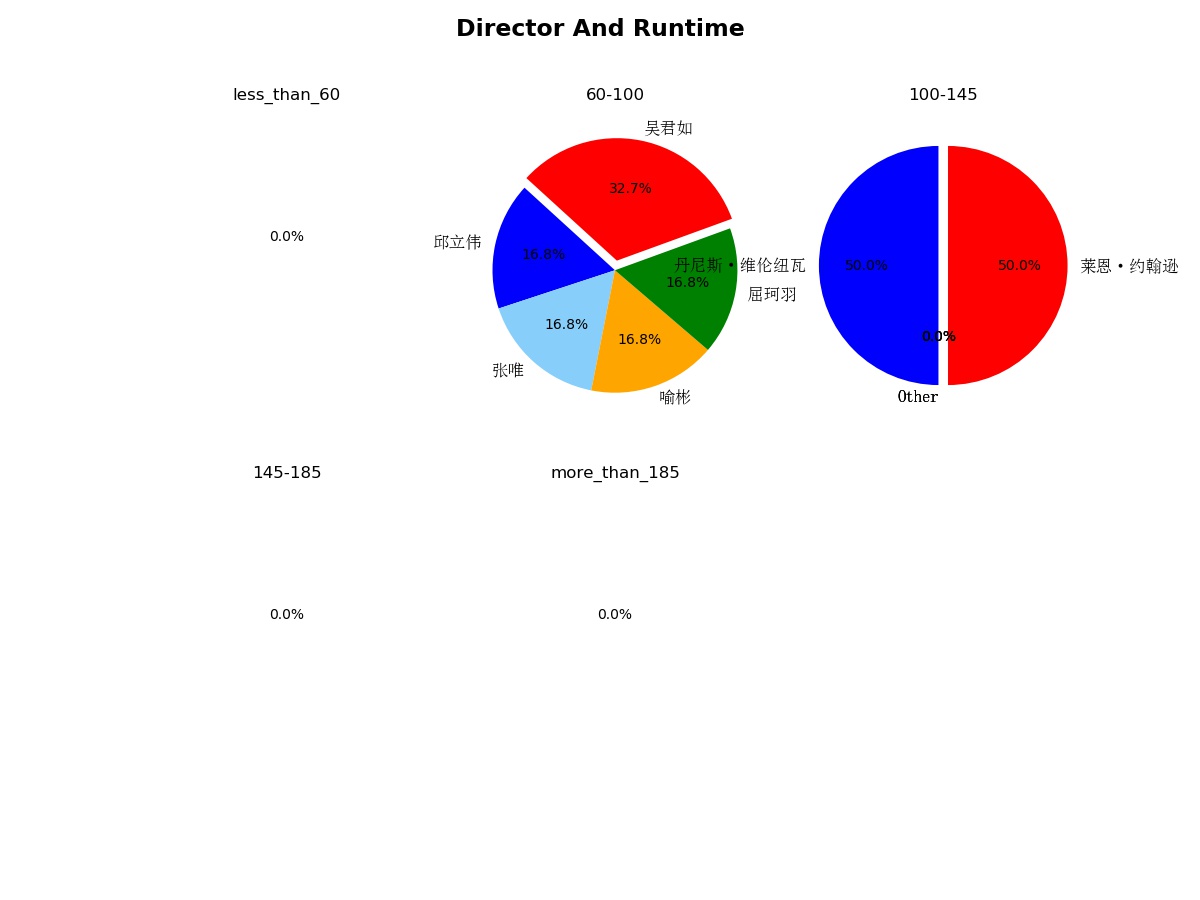 Director And Runtime
less_than_60
0.0%
60-100
吴君如
32.7%
邱立伟
16.8%
张唯
16.8%
喻彬
16.8%
屈珂羽
16.8%
100-145
丹尼斯·维伦纽瓦
50.0%
莱恩·约翰逊
50.0%
0.0%
Other
145-185
0.0%
more_than_185
0.0%